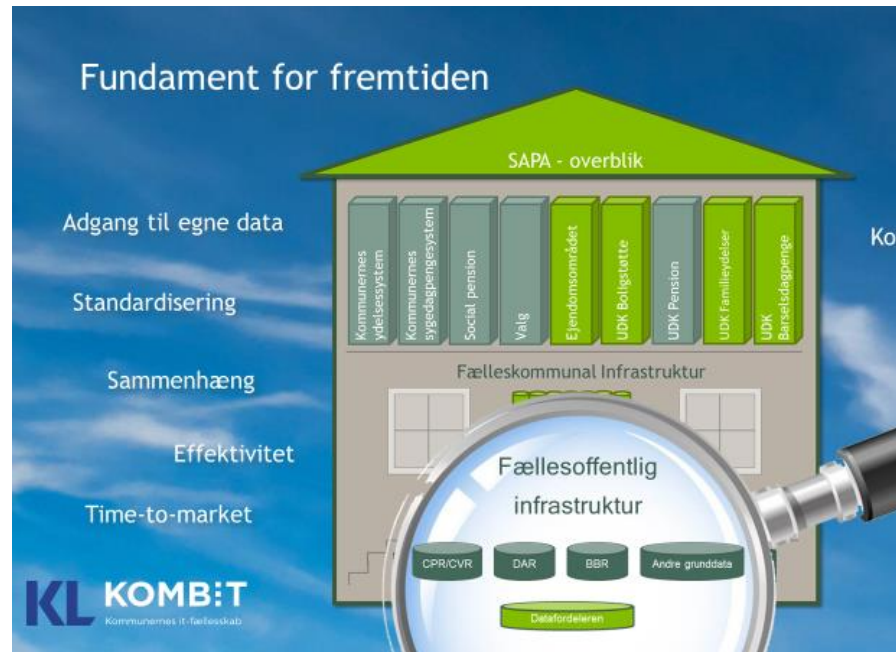 Fundament for fremtiden
SAPA - overblik
Adgang til egne data
Standardisering
Sammenhæng
Effektivitet
Time-to-market
Ko
Kommunernes
ydelsessystem
Kommunernes
sygedagpengesystem
Social pension
Valg
Ejendomsområdet
UDK Boligstøtte
UDK Pension
UDK Familieydelser
UDK
Barselsdagpenge
Fælleskommunal Infrastruktur
Fællesoffentlig
infrastruktur
CPR/CVR
DAR
BBR
Andre grunddata
Datafordeleren
KL
KOMBIT
Kommunernes it-fællesskab